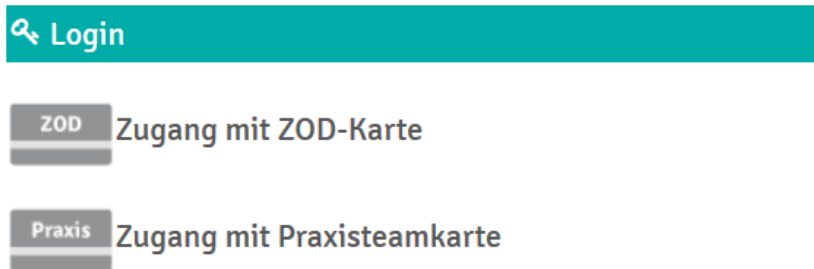 Login
ZOD Zugang mit ZOD-Karte
Praxis Zugang mit Praxisteamkarte